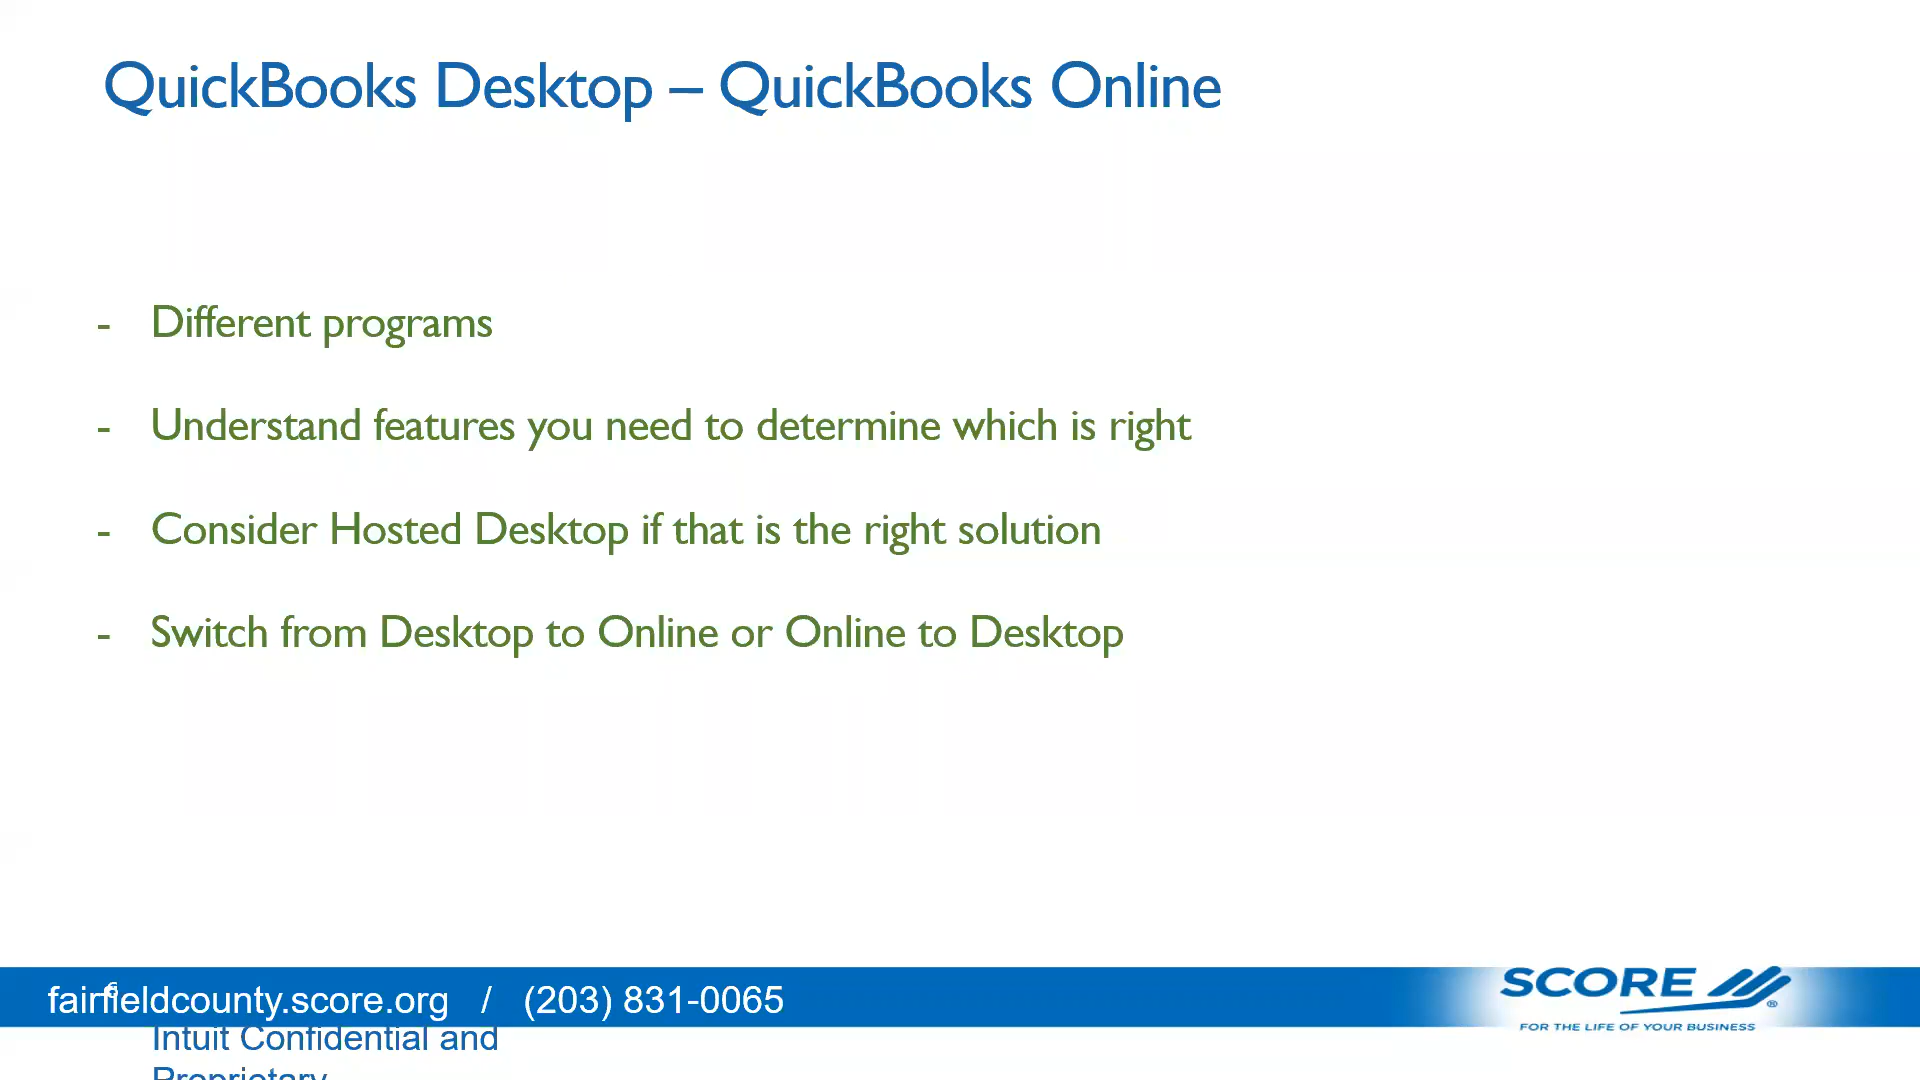 QuickBooks Desktop – QuickBooks Online
- Different programs
- Understand features you need to determine which is right
- Consider Hosted Desktop if that is the right solution
- Switch from Desktop to Online or Online to Desktop
fairfieldcounty.score.org / (203) 831-0065
6
SCORE ®
FOR THE LIFE OF YOUR BUSINESS
Intuit Confidential and
Proprietary